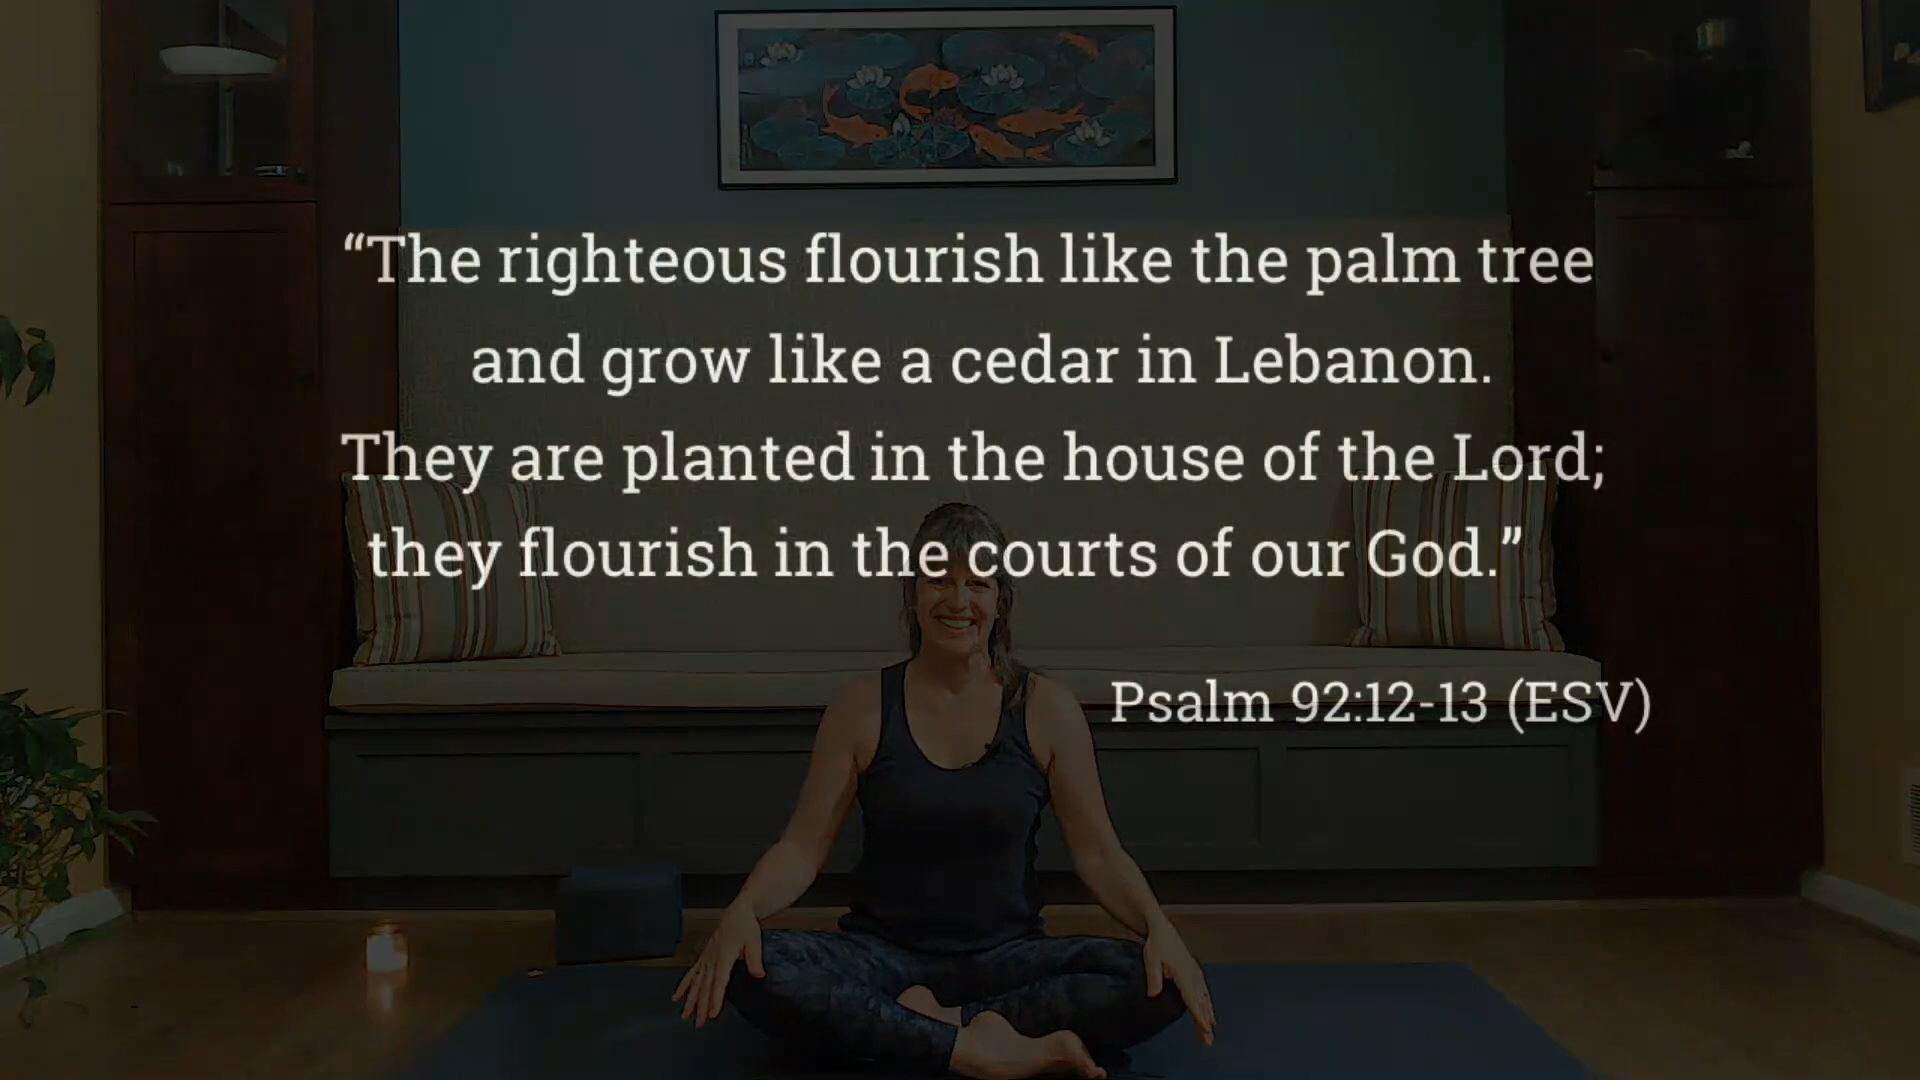 “The righteous flourish like the palm tree
and grow like a cedar in Lebanon.
They are planted in the house of the Lord;
they flourish in the courts of our God.”
Psalm 92:12-13 (ESV)